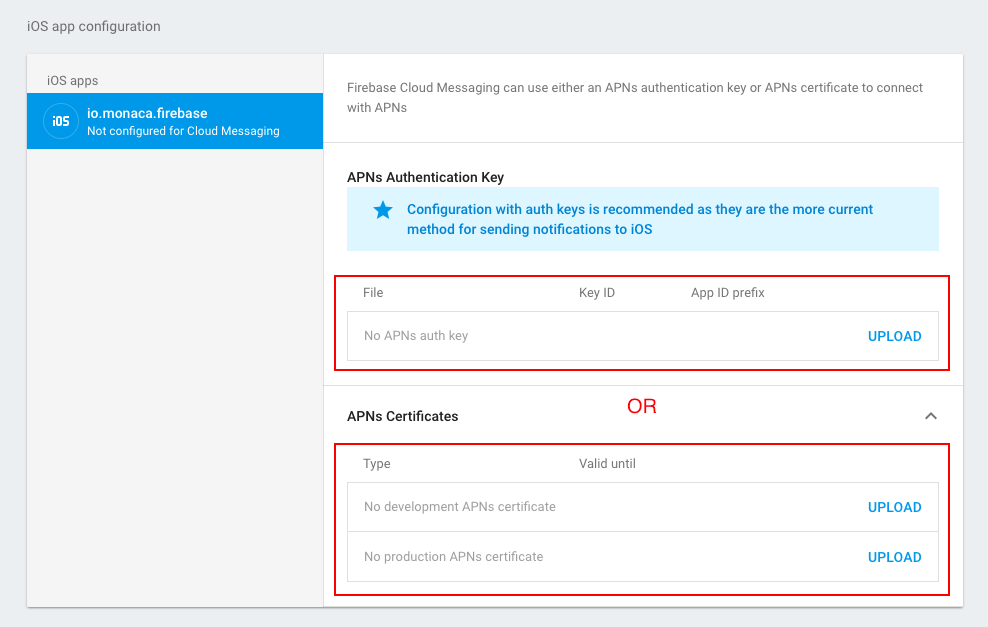 iOS app configuration
iOS apps
iOS
io.monaca.firebase
Not configured for Cloud Messaging
Firebase Cloud Messaging can use either an APNs authentication key or APNs certificate to connect
with APNs
APNs Authentication Key
Configuration with auth keys is recommended as they are the more current
method for sending notifications to iOS
File Key ID App ID prefix
No APNs auth key UPLOAD
OR
APNs Certificates
Type Valid until
No development APNs certificate UPLOAD
No production APNs certificate UPLOAD